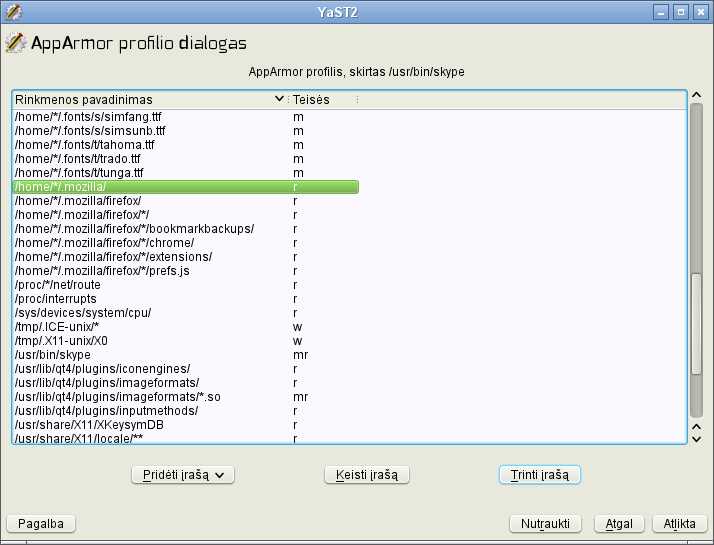 YaST2
AppArmor profilio dialogas
AppArmor profilis, skirtas /usr/bin/skype
Rinkmenos pavadinimas Teisės
/home/*/.fonts/s/simfang.ttf m
/home/*/.fonts/s/simsunb.ttf m
/home/*/.fonts/t/tahoma.ttf m
/home/*/.fonts/t/trado.ttf m
/home/*/.fonts/t/tunga.ttf m
/home/*/.mozilla/ r
/home/*/.mozilla/firefox/ r
/home/*/.mozilla/firefox/*/ r
/home/*/.mozilla/firefox/*/bookmarkbackups/ r
/home/*/.mozilla/firefox/*/chrome/ r
/home/*/.mozilla/firefox/*/extensions/ r
/home/*/.mozilla/firefox/*/prefs.js r
/proc/*/net/route r
/proc/interrupts r
/sys/devices/system/cpu/ r
/tmp/.ICE-unix/* w
/tmp/.X11-unix/X0 w
/usr/bin/skype mr
/usr/lib/qt4/plugins/iconengines/ r
/usr/lib/qt4/plugins/imageformats/ r
/usr/lib/qt4/plugins/imageformats/*.so mr
/usr/lib/qt4/plugins/inputmethods/ r
/usr/share/X11/XKeysymDB r
/usr/share/X11/locale/** r
Pridėti įrašą Keisti įrašą Trinti įrašą
Pagalba Nutraukti Atgal Atlikta